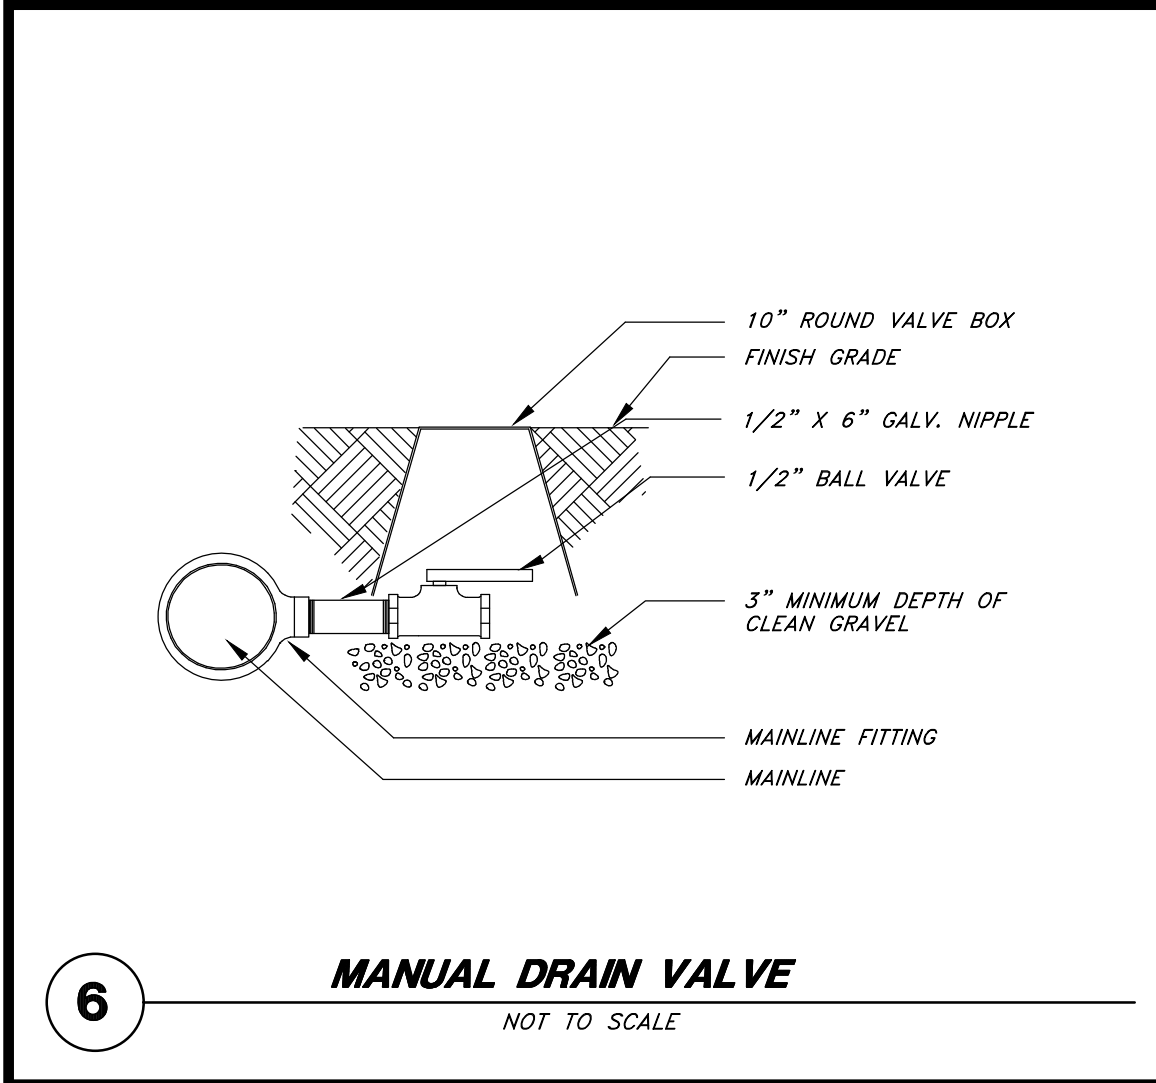 10” ROUND VALVE BOX
FINISH GRADE
1/2” X 6” GALV. NIPPLE
1/2” BALL VALVE
3” MINIMUM DEPTH OF
CLEAN GRAVEL
MAINLINE FITTING
MAINLINE
6
MANUAL DRAIN VALVE
NOT TO SCALE